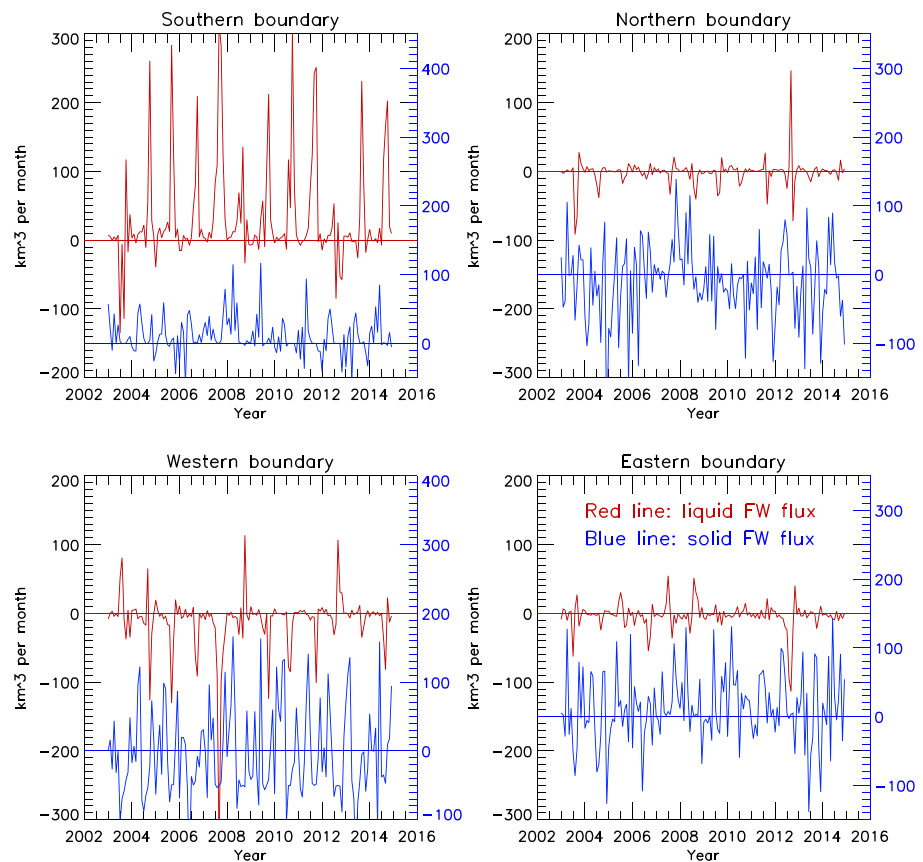 Southern boundary
300
200
100
0
−100
−200
400
300
200
100
0
km^3 per month
2002 2004 2006 2008 2010 2012 2014 2016
Year
Northern boundary
200
100
0
−100
−200
−300
300
200
100
0
−100
km^3 per month
2002 2004 2006 2008 2010 2012 2014 2016
Year
Western boundary
200
100
0
−100
−200
−300
400
300
200
100
0
−100
km^3 per month
2002 2004 2006 2008 2010 2012 2014 2016
Year
Eastern boundary
Red line: liquid FW flux
Blue line: solid FW flux
200
100
0
−100
−200
−300
300
200
100
0
−100
km^3 per month
2002 2004 2006 2008 2010 2012 2014 2016
Year